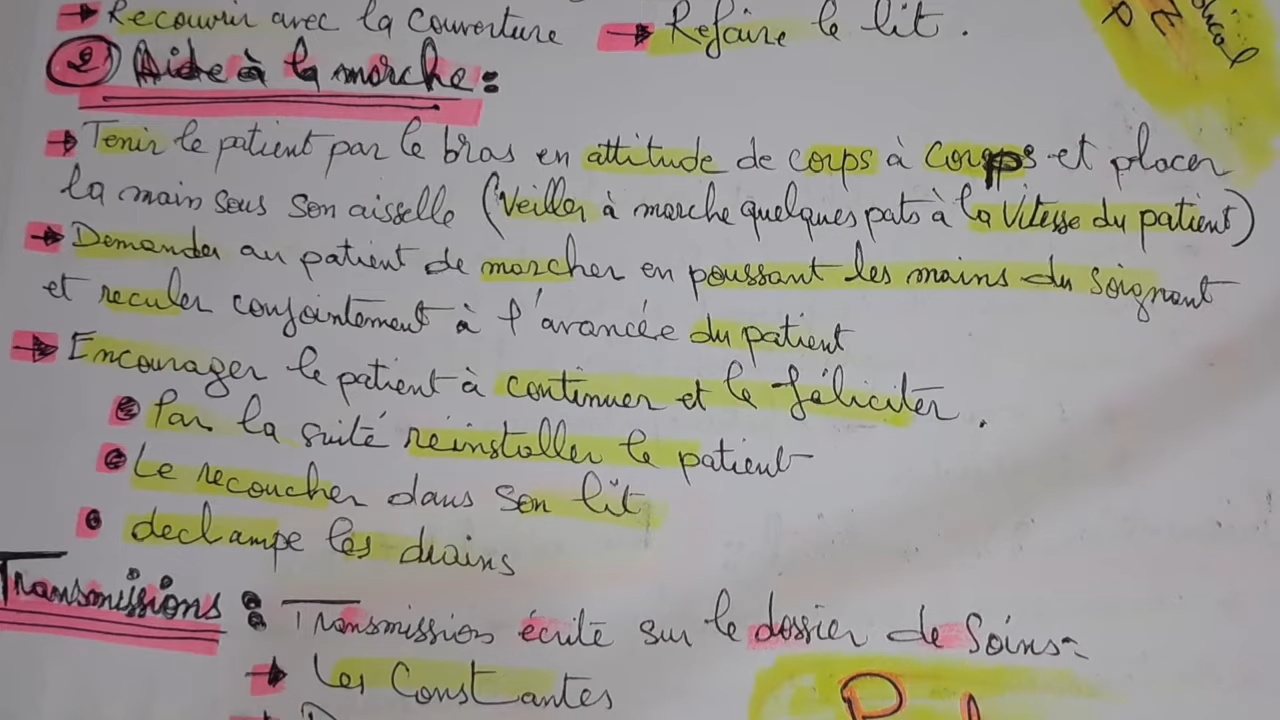 → Recouvrir avec la couverture → Refaire le lit.
② Aide à la marche :
→ Tenir le patient par le bras en attitude de corps à corps et placer
la main sous son aisselle (Veiller à marche quelques pats à la vitesse du patient)
→ Demander au patient de marcher en poussant les mains du soignant
et reculer conjointement à l'avancée du patient
→ Encourager le patient à continuer et le féliciter.
• Par la suite réinstaller le patient
• Le recoucher dans son lit
• declampe les drains
Transmissions : Transmission écrite sur le dossier de soins
→ Les Constantes